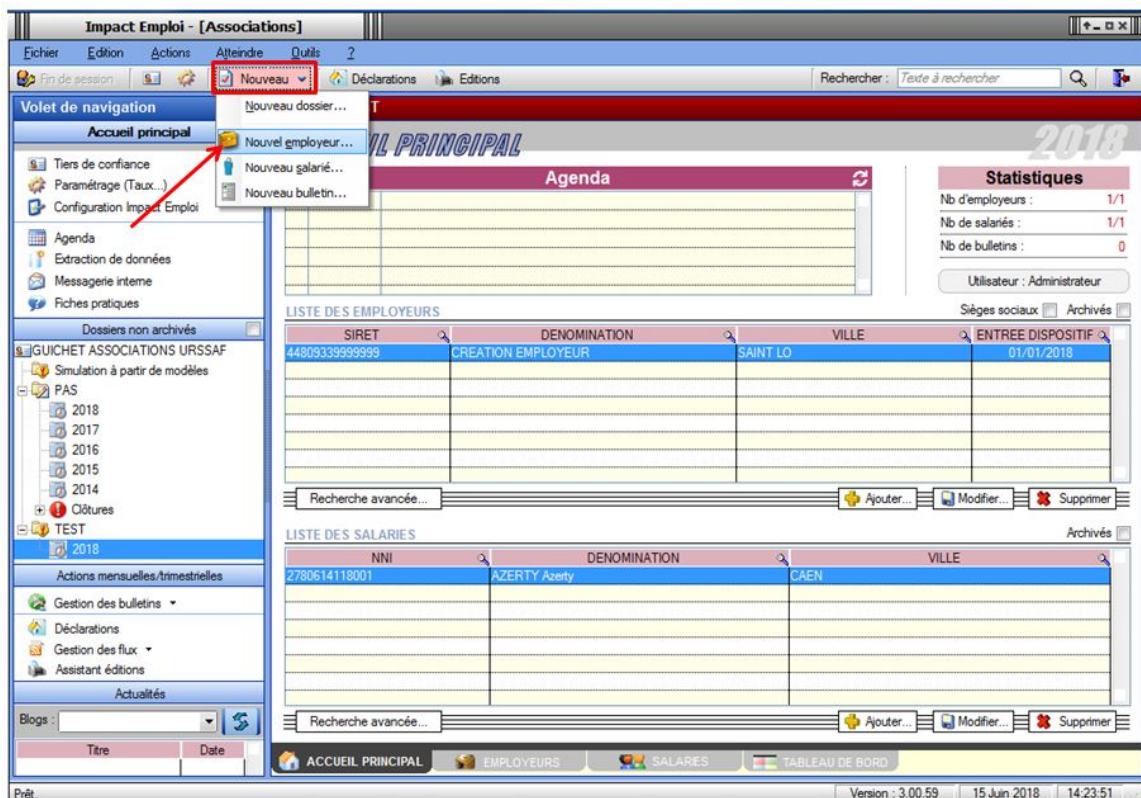 Impact Emploi - [Associations]
Fichier Edition Actions Atteindre Outils ?
Fin de session Nouveau Déclarations Editions Rechercher : Texte à rechercher
Volet de navigation T
Accueil principal
Nouveau dossier...
Nouvel employeur...
Nouveau salarié...
Nouveau bulletin...
IL PRINCIPAL 2018
Tiers de confiance
Paramétrage (Taux...)
Configuration Impact Emploi
Agenda
Extraction de données
Messagerie interne
Fiches pratiques
Dossiers non archivés
GUICHET ASSOCIATIONS URSSAF
Simulation à partir de modèles
PAS
2018
2017
2016
2015
2014
Clôtures
TEST
2018
Actions mensuelles/trimestrielles
Gestion des bulletins
Déclarations
Gestion des flux
Assistant éditions
Actualités
Blogs :
Titre Date
Agenda
Statistiques
Nb d'employeurs : 1/1
Nb de salariés : 1/1
Nb de bulletins : 0
Utilisateur : Administrateur
LISTE DES EMPLOYEURS Sièges sociaux Archivés
SIRET DENOMINATION VILLE ENTREE DISPOSITIF
44809339999999 CREATION EMPLOYEUR SAINT LO 01/01/2018
Recherche avancée... Ajouter... Modifier... Supprimer
LISTE DES SALARIES Archivés
NNI DENOMINATION VILLE
2780614118001 AZERTY Azerty CAEN
Recherche avancée... Ajouter... Modifier... Supprimer
ACCUEIL PRINCIPAL EMPLOYEURS SALARIES TABLEAU DE BORD
Prêt. Version : 3.00.59 15 Juin 2018 14:23:51